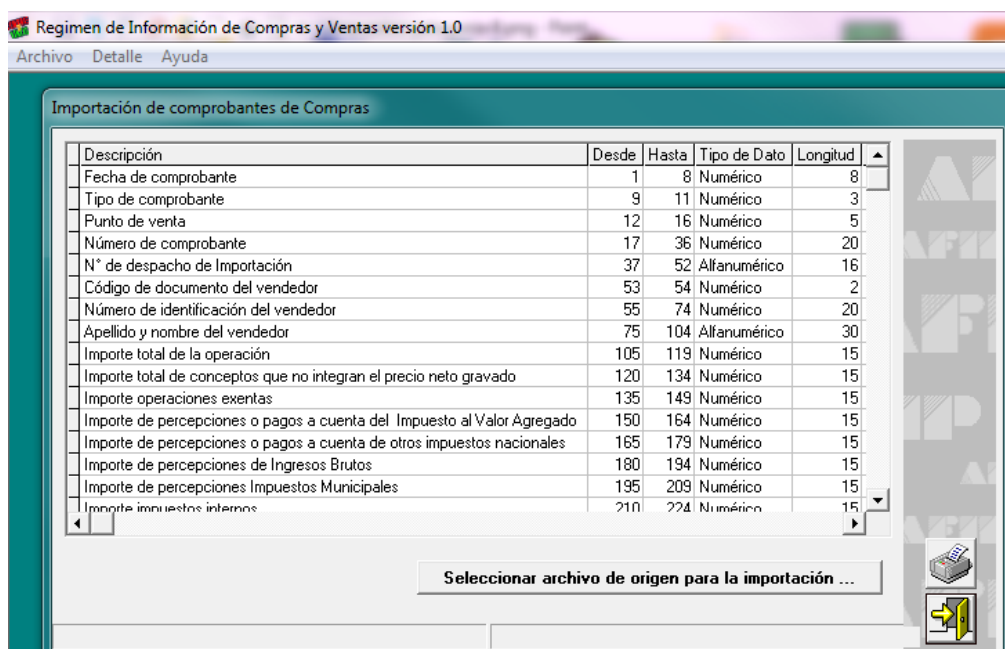 Regimen de Información de Compras y Ventas versión 1.0
Archivo Detalle Ayuda
Importación de comprobantes de Compras
Descripción Desde Hasta Tipo de Dato Longitud
Fecha de comprobante 1 8 Numérico 8
Tipo de comprobante 9 11 Numérico 3
Punto de venta 12 16 Numérico 5
Número de comprobante 17 36 Numérico 20
N° de despacho de Importación 37 52 Alfanumérico 16
Código de documento del vendedor 53 54 Numérico 2
Número de identificación del vendedor 55 74 Numérico 20
Apellido y nombre del vendedor 75 104 Alfanumérico 30
Importe total de la operación 105 119 Numérico 15
Importe total de conceptos que no integran el precio neto gravado 120 134 Numérico 15
Importe operaciones exentas 135 149 Numérico 15
Importe de percepciones o pagos a cuenta del Impuesto al Valor Agregado 150 164 Numérico 15
Importe de percepciones o pagos a cuenta de otros impuestos nacionales 165 179 Numérico 15
Importe de percepciones de Ingresos Brutos 180 194 Numérico 15
Importe de percepciones Impuestos Municipales 195 209 Numérico 15
Importe impuestos internos 210 224 Numérico 15
Seleccionar archivo de origen para la importación ...